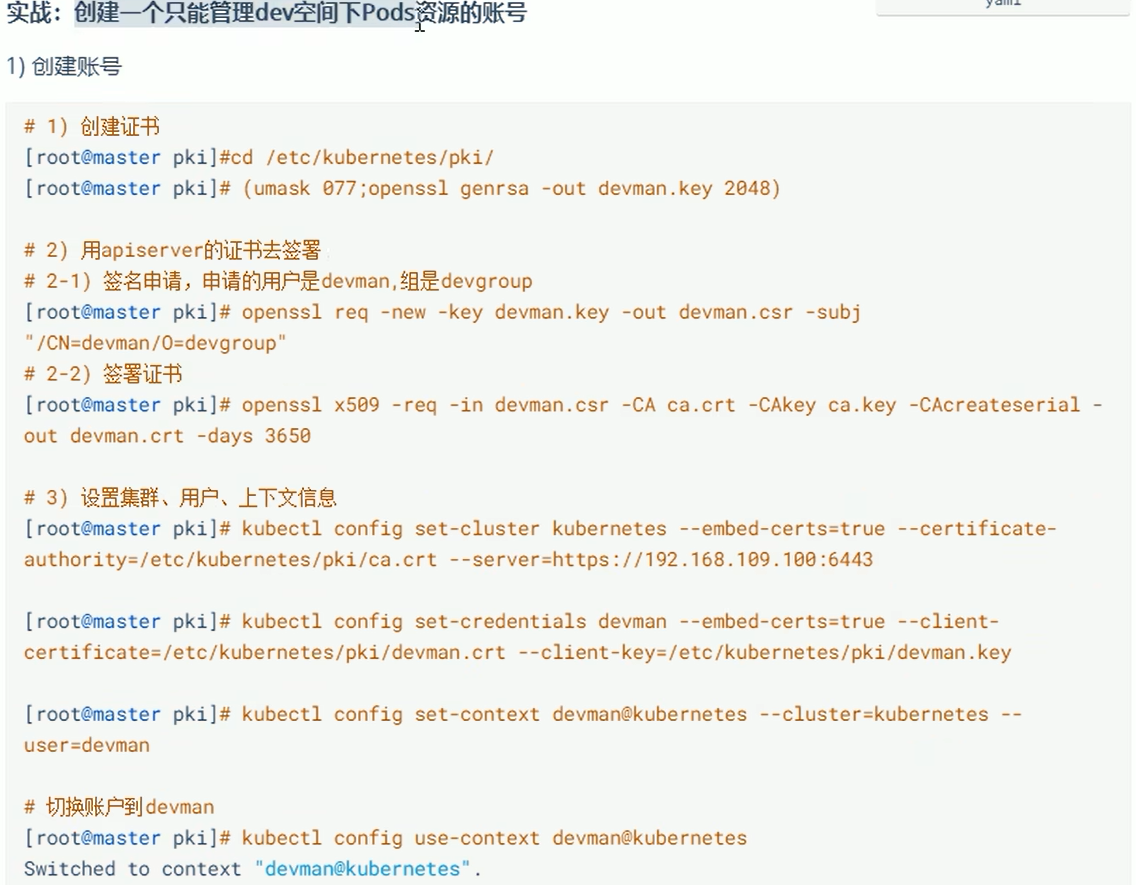 实战：创建一个只能管理dev空间下Pods资源的账号
yaml
1) 创建账号
# 1) 创建证书
[root@master pki]#cd /etc/kubernetes/pki/
[root@master pki]# (umask 077;openssl genrsa -out devman.key 2048)
# 2) 用apiserver的证书去签署
# 2-1) 签名申请，申请的用户是devman,组是devgroup
[root@master pki]# openssl req -new -key devman.key -out devman.csr -subj
"/CN=devman/O=devgroup"
# 2-2) 签署证书
[root@master pki]# openssl x509 -req -in devman.csr -CA ca.crt -CAkey ca.key -CAcreateserial -
out devman.crt -days 3650
# 3) 设置集群、用户、上下文信息
[root@master pki]# kubectl config set-cluster kubernetes --embed-certs=true --certificate-
authority=/etc/kubernetes/pki/ca.crt --server=https://192.168.109.100:6443
[root@master pki]# kubectl config set-credentials devman --embed-certs=true --client-
certificate=/etc/kubernetes/pki/devman.crt --client-key=/etc/kubernetes/pki/devman.key
[root@master pki]# kubectl config set-context devman@kubernetes --cluster=kubernetes --
user=devman
# 切换账户到devman
[root@master pki]# kubectl config use-context devman@kubernetes
Switched to context "devman@kubernetes".